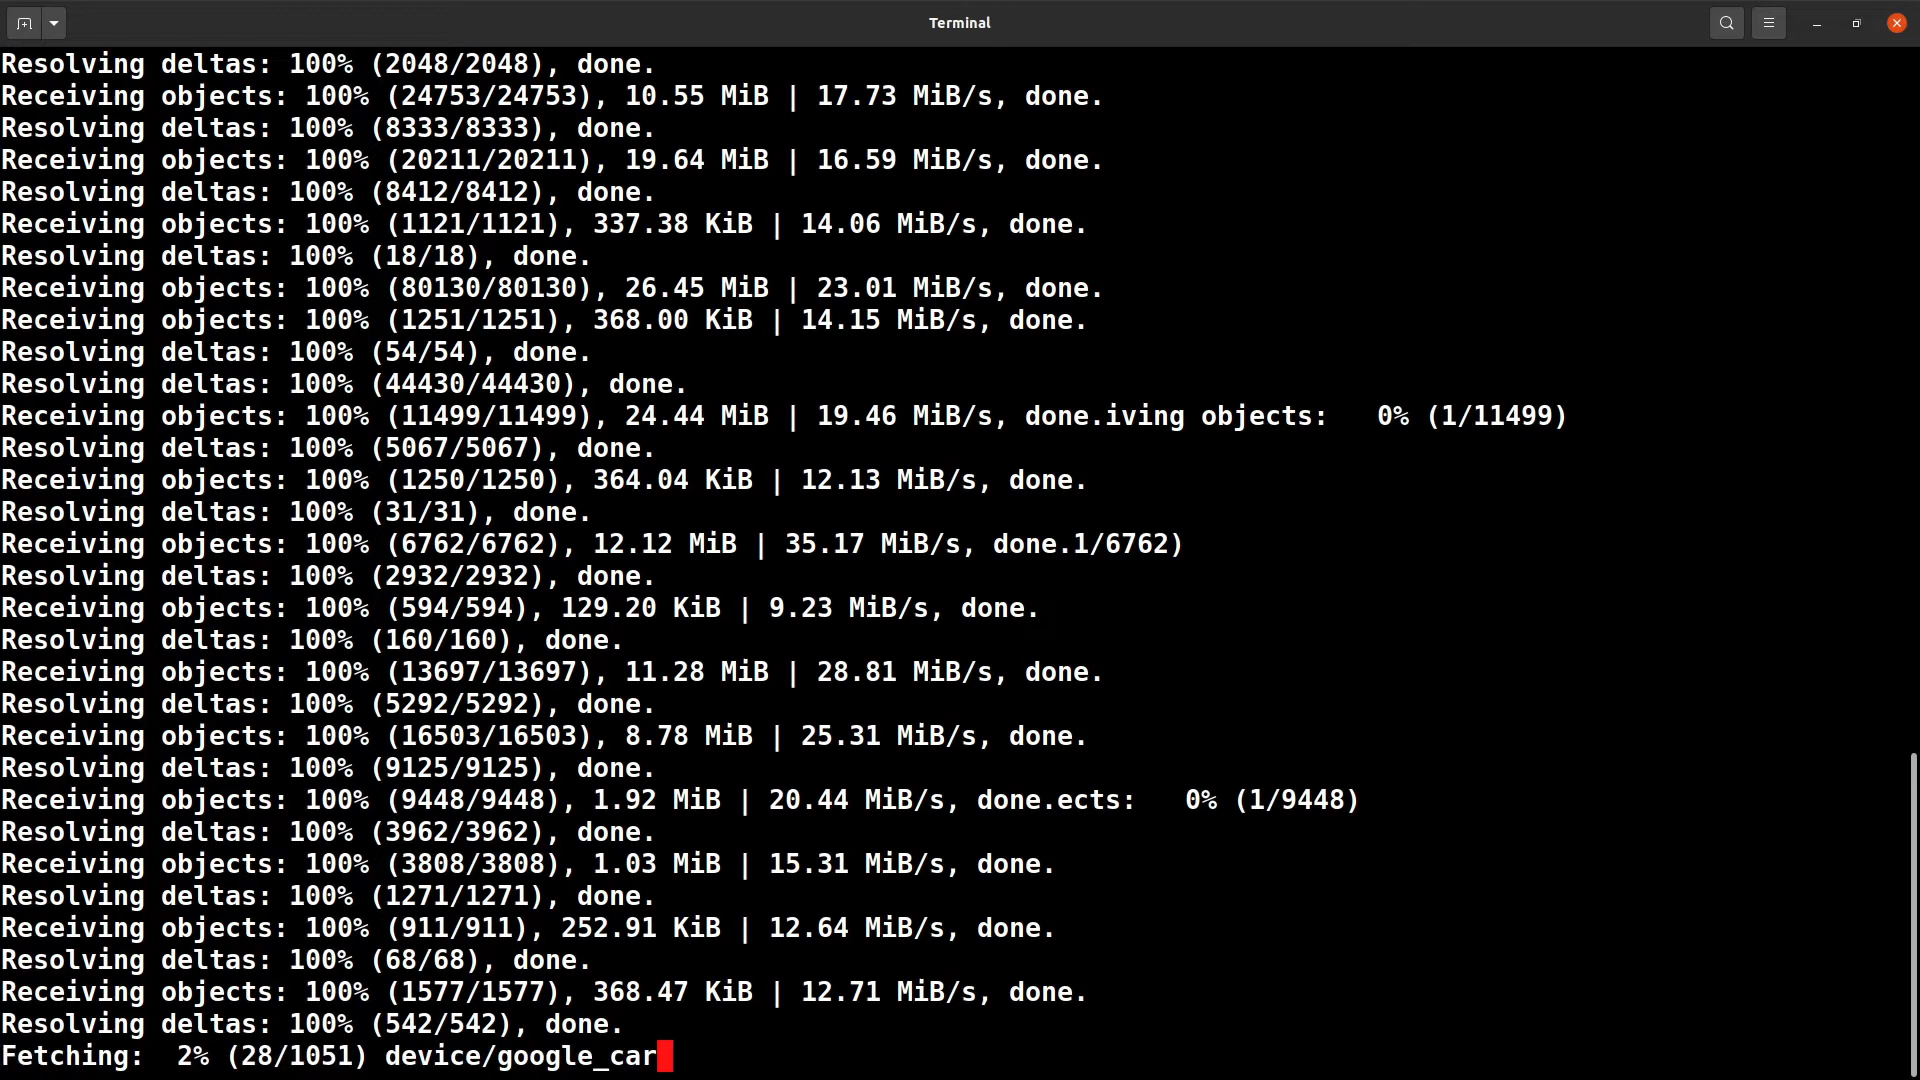 Terminal
Resolving deltas: 100% (2048/2048), done.
Receiving objects: 100% (24753/24753), 10.55 MiB | 17.73 MiB/s, done.
Resolving deltas: 100% (8333/8333), done.
Receiving objects: 100% (20211/20211), 19.64 MiB | 16.59 MiB/s, done.
Resolving deltas: 100% (8412/8412), done.
Receiving objects: 100% (1121/1121), 337.38 KiB | 14.06 MiB/s, done.
Resolving deltas: 100% (18/18), done.
Receiving objects: 100% (80130/80130), 26.45 MiB | 23.01 MiB/s, done.
Receiving objects: 100% (1251/1251), 368.00 KiB | 14.15 MiB/s, done.
Resolving deltas: 100% (54/54), done.
Resolving deltas: 100% (44430/44430), done.
Receiving objects: 100% (11499/11499), 24.44 MiB | 19.46 MiB/s, done.iving objects:   0% (1/11499)
Resolving deltas: 100% (5067/5067), done.
Receiving objects: 100% (1250/1250), 364.04 KiB | 12.13 MiB/s, done.
Resolving deltas: 100% (31/31), done.
Receiving objects: 100% (6762/6762), 12.12 MiB | 35.17 MiB/s, done.1/6762)
Resolving deltas: 100% (2932/2932), done.
Receiving objects: 100% (594/594), 129.20 KiB | 9.23 MiB/s, done.
Resolving deltas: 100% (160/160), done.
Receiving objects: 100% (13697/13697), 11.28 MiB | 28.81 MiB/s, done.
Resolving deltas: 100% (5292/5292), done.
Receiving objects: 100% (16503/16503), 8.78 MiB | 25.31 MiB/s, done.
Resolving deltas: 100% (9125/9125), done.
Receiving objects: 100% (9448/9448), 1.92 MiB | 20.44 MiB/s, done.ects:   0% (1/9448)
Resolving deltas: 100% (3962/3962), done.
Receiving objects: 100% (3808/3808), 1.03 MiB | 15.31 MiB/s, done.
Resolving deltas: 100% (1271/1271), done.
Receiving objects: 100% (911/911), 252.91 KiB | 12.64 MiB/s, done.
Resolving deltas: 100% (68/68), done.
Receiving objects: 100% (1577/1577), 368.47 KiB | 12.71 MiB/s, done.
Resolving deltas: 100% (542/542), done.
Fetching:  2% (28/1051) device/google_car